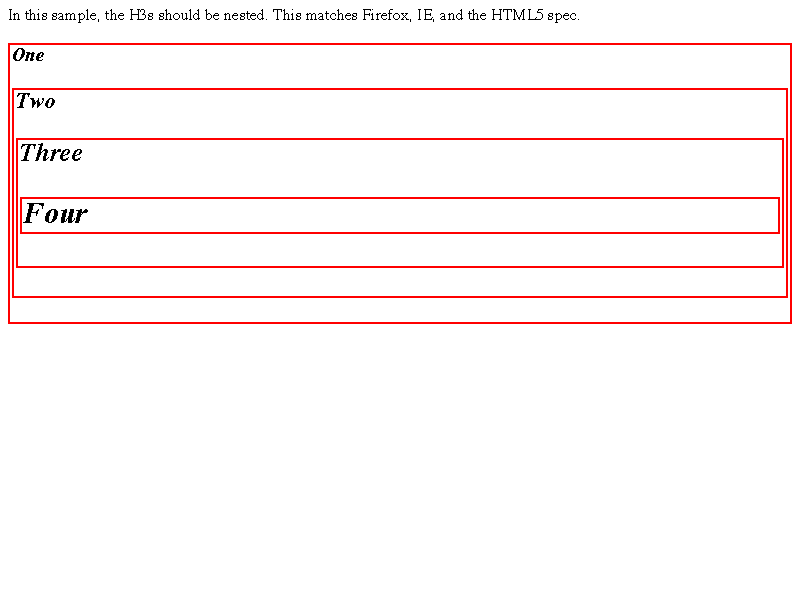 In this sample, the H3s should be nested. This matches Firefox, IE, and the HTML5 spec.
One
Two
Three
Four